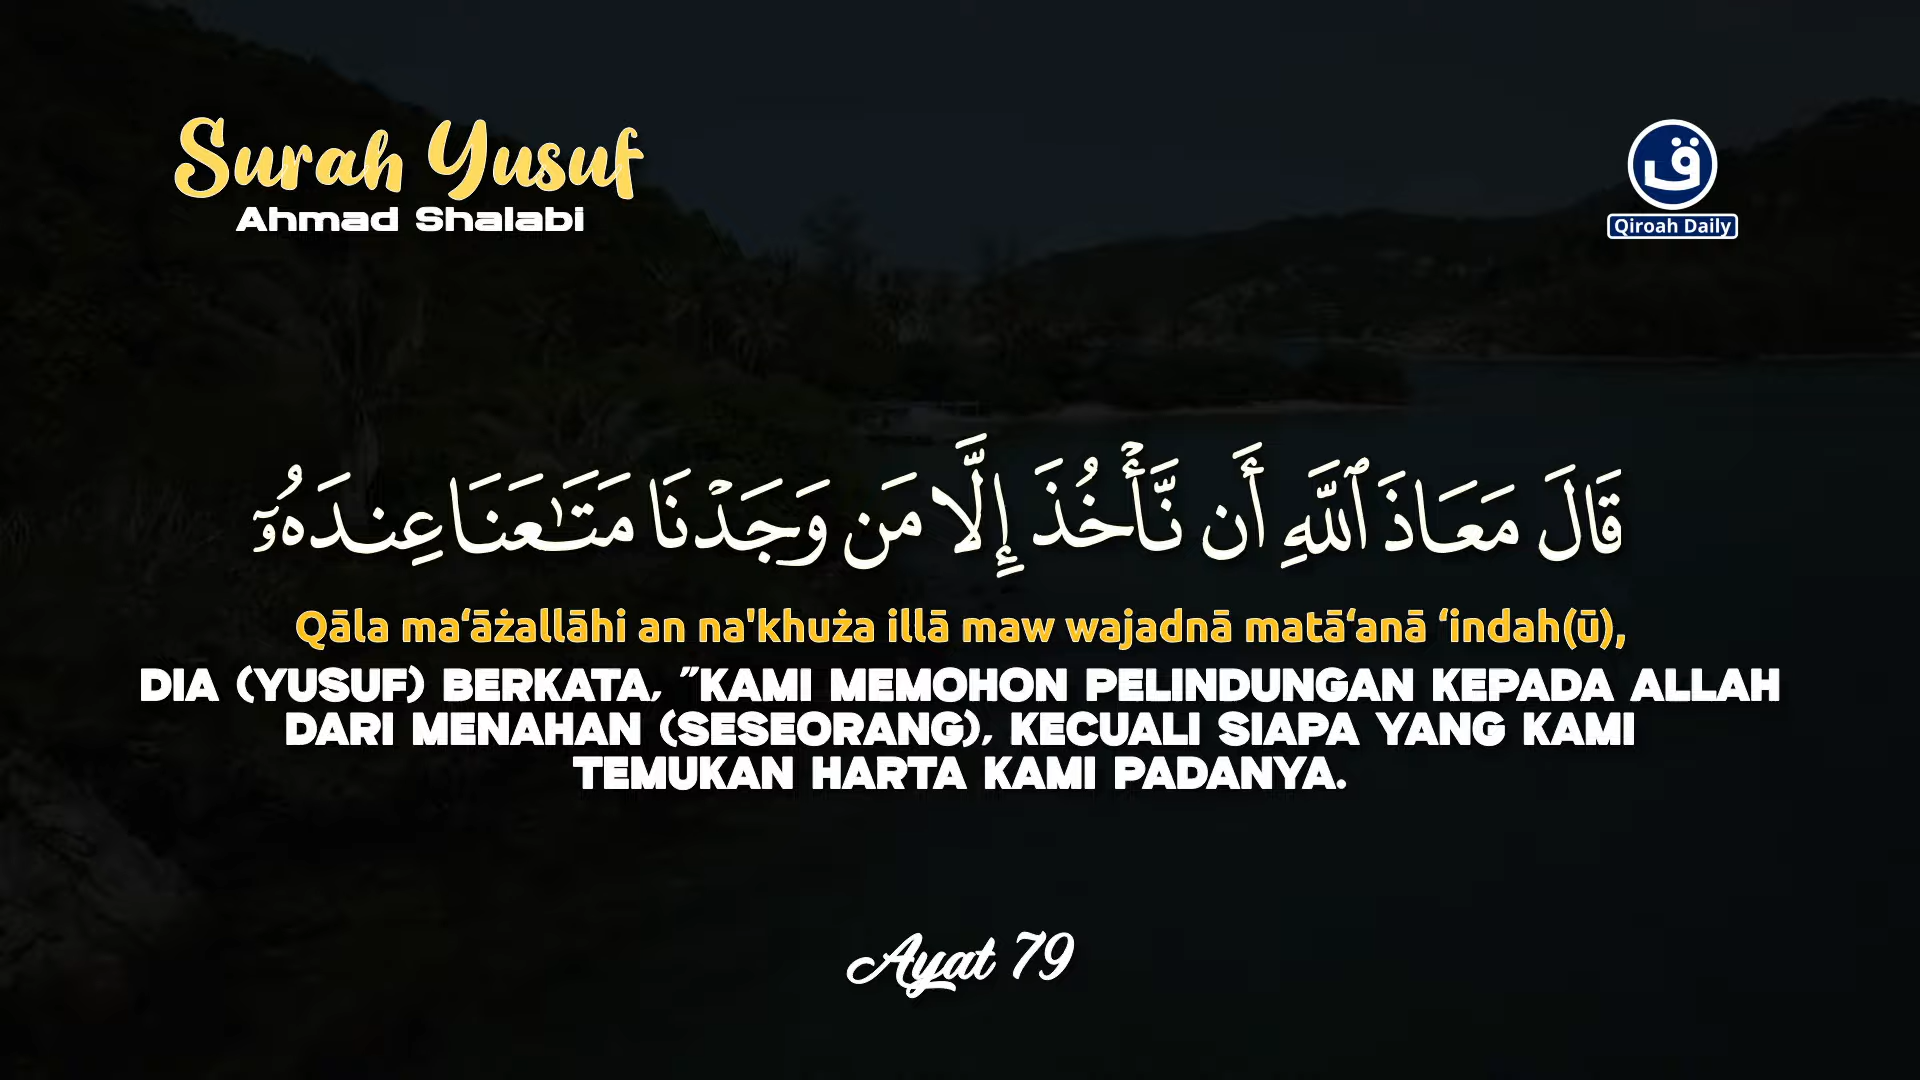 Surah Yusuf
Ahmad Shalabi
ق
Qiroah Daily
قَالَ مَعَاذَ ٱللَّهِ أَن نَّأْخُذَ إِلَّا مَن وَجَدْنَا مَتَـٰعَنَا عِندَهُۥٓ
Qāla ma‘āżallāhi an na'khuża illā maw wajadnā matā‘anā ‘indah(ū),
DIA (YUSUF) BERKATA, "KAMI MEMOHON PELINDUNGAN KEPADA ALLAH
DARI MENAHAN (SESEORANG), KECUALI SIAPA YANG KAMI
TEMUKAN HARTA KAMI PADANYA.
Ayat 79